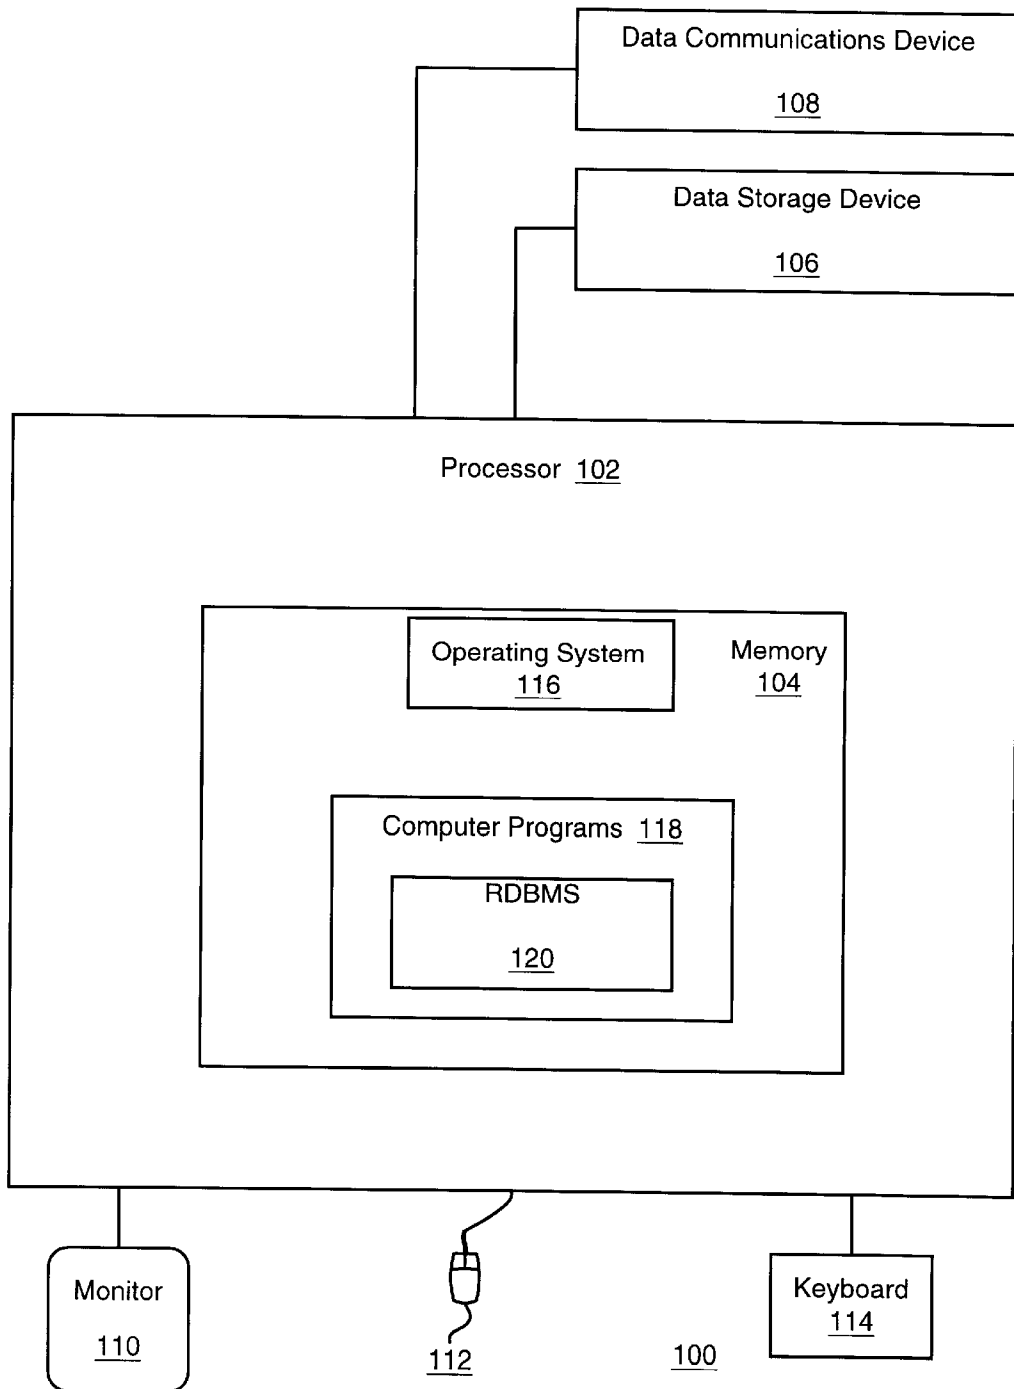 Data Communications Device
108
Data Storage Device
106
Processor 102
Operating System
116
Memory
104
Computer Programs 118
RDBMS
120
Monitor
110
112
100
Keyboard
114